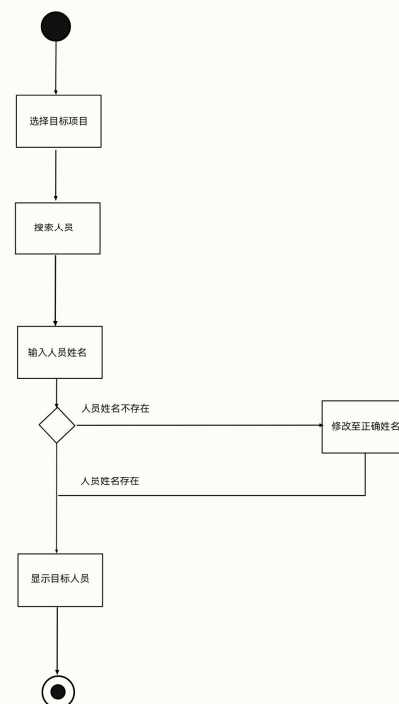 选择目标项目
搜索人员
输入人员姓名
人员姓名不存在
修改至正确姓名
人员姓名存在
显示目标人员